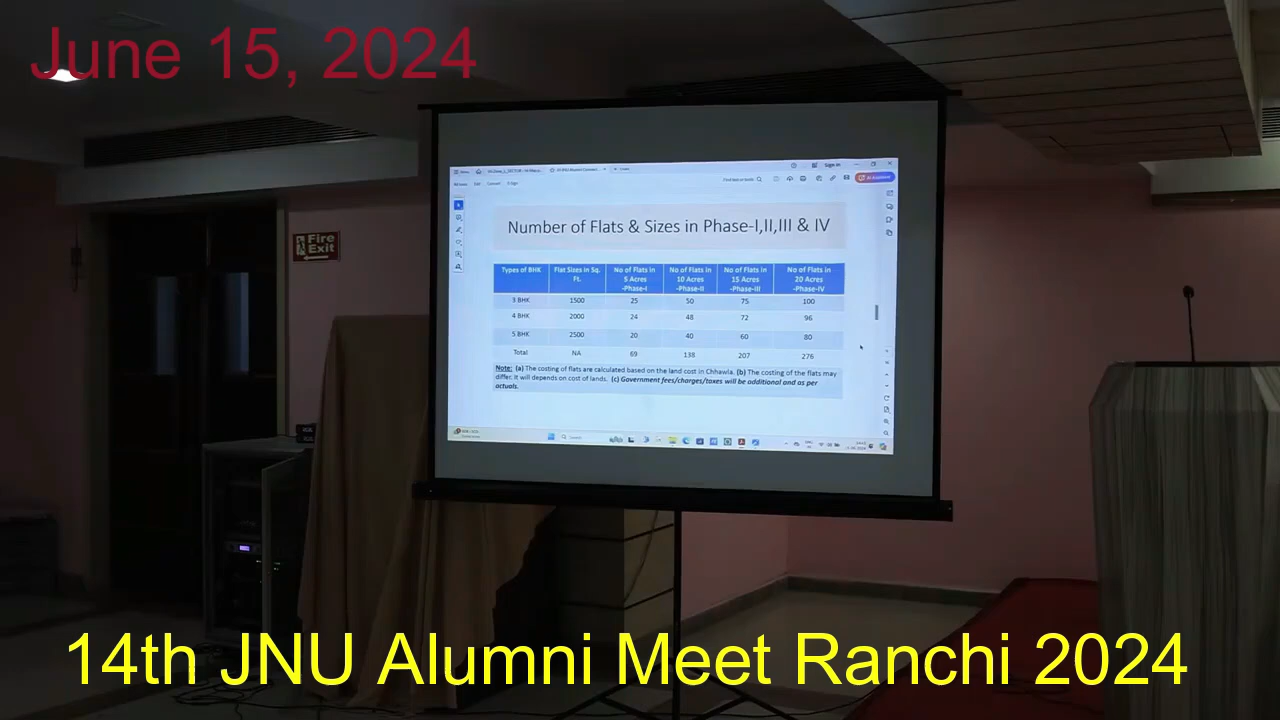 June 15, 2024
Sign in
Fire
Exit
Number of Flats & Sizes in Phase-I,II,III & IV
Types of BHK Flat Sizes in Sq. Ft. No of Flats in 5 Acres -Phase-I No of Flats in 10 Acres -Phase-II No of Flats in 15 Acres -Phase-III No of Flats in 20 Acres -Phase-IV
3 BHK 1500 25 50 75 100
4 BHK 2000 24 48 72 96
5 BHK 2500 20 40 60 80
Total NA 69 138 207 276
Note: (a) The costing of flats are calculated based on the land cost in Chhawla. (b) The costing of the flats may
differ. It will depends on cost of lands. (c) Government fees/charges/taxes will be additional and as per
actuals.
14th JNU Alumni Meet Ranchi 2024